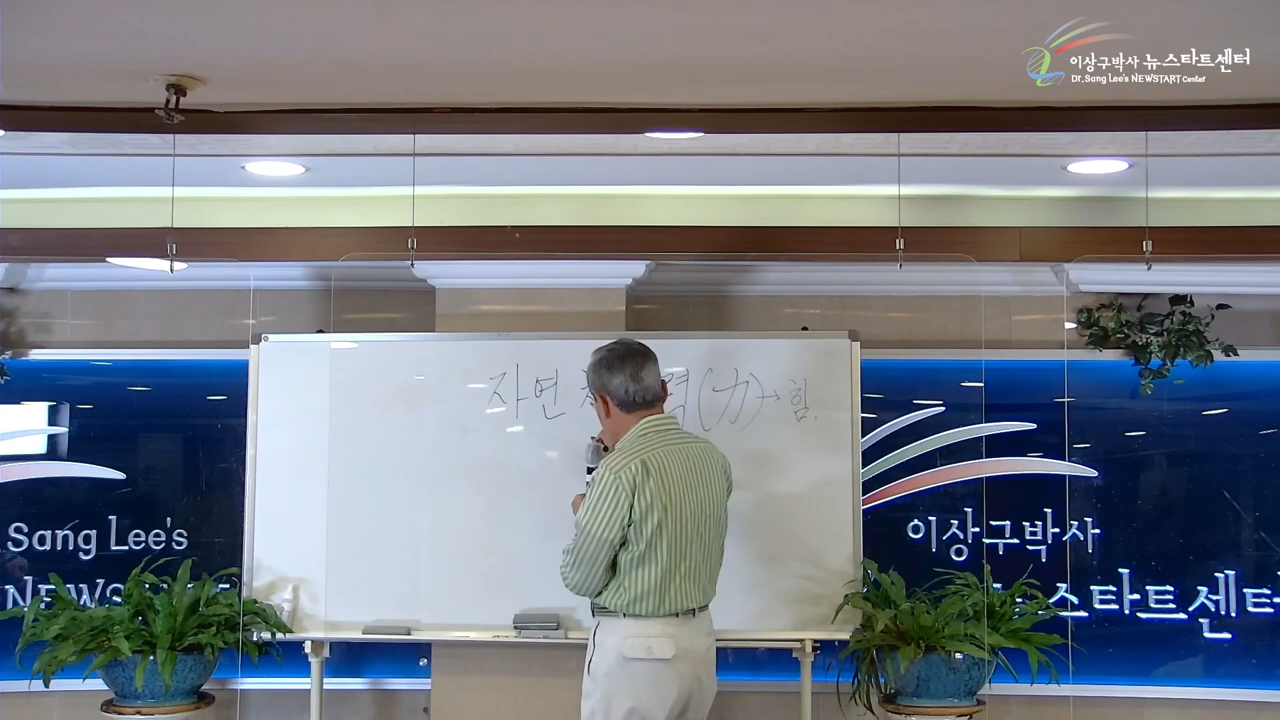 이상구박사 뉴스타트센터
Dr. Sang Lee's NEWSTART Center
자연 력(力)→힘.
Sang Lee's
이상구박사
스타트센터